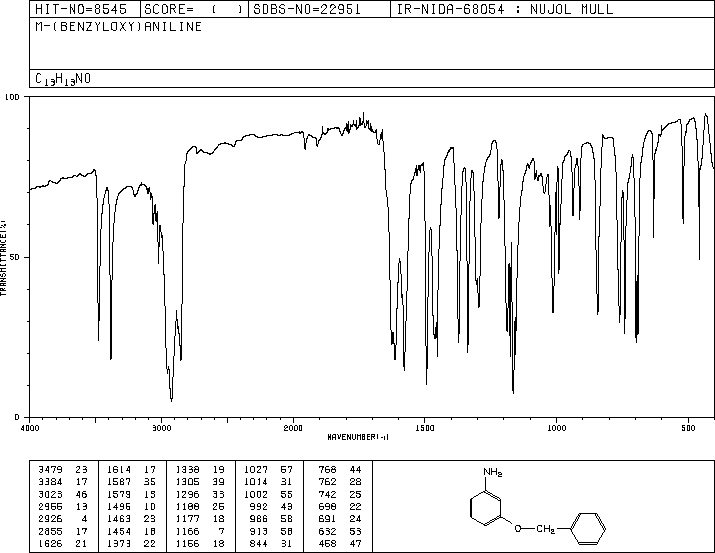 HIT-NO=8545 SCORE= ( ) SDBS-NO=22951 IR-NIDA-68054 : NUJOL MULL
M-(BENZYLOXY)ANILINE
C13H13NO
100
50
0
TRANSMITTANCE(%)
4000 3000 2000 1500 1000 500
WAVENUMBER(-1)
3479 23 1614 17 1338 19 1027 57 768 44
3384 17 1587 35 1305 39 1014 31 762 28
3023 46 1579 15 1296 33 1002 55 742 25
2955 13 1495 10 1188 26 992 43 698 22
2926 4 1463 23 1177 18 986 58 691 24
2855 17 1454 18 1166 7 913 58 632 53
1626 21 1373 22 1156 18 844 31 458 47
NH2
O CH2